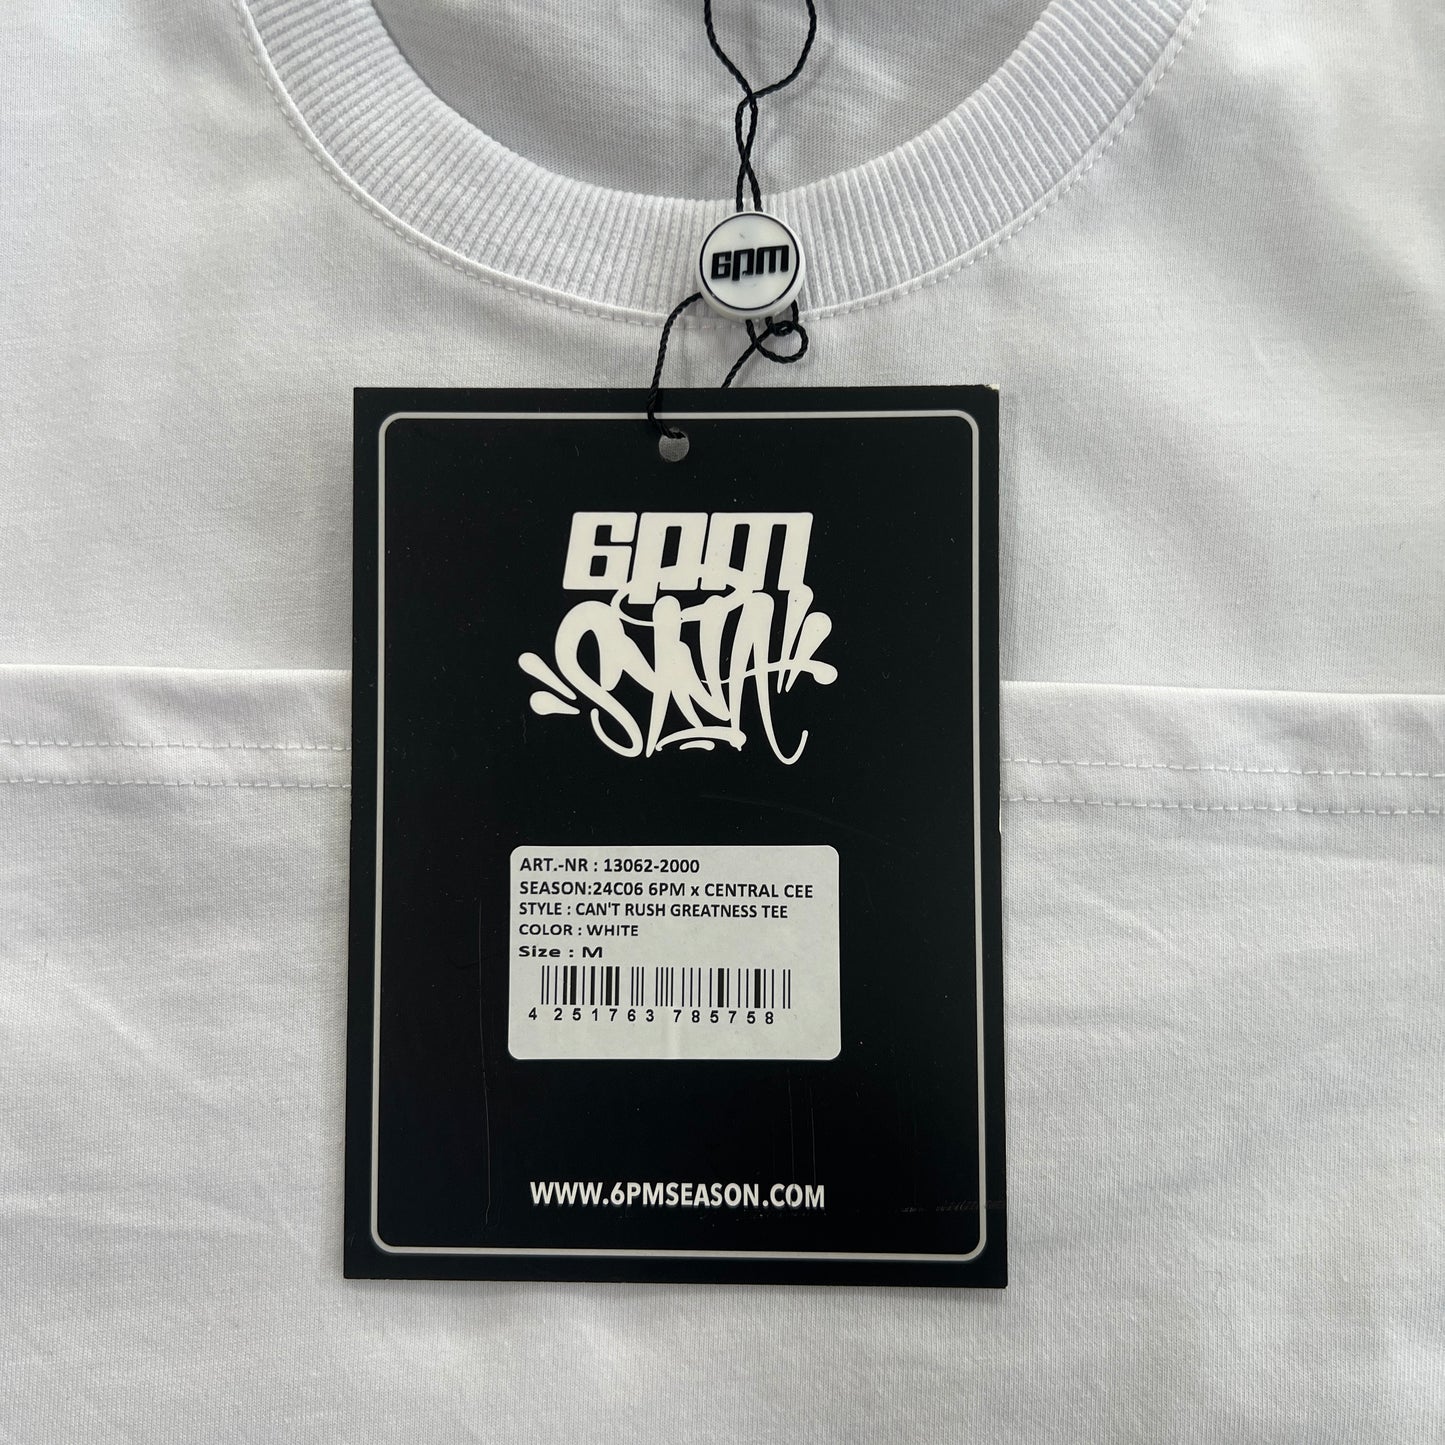 6PM
6PM
SYNA
ART.-NR : 13062-2000
SEASON:24C06 6PM x CENTRAL CEE
STYLE : CAN'T RUSH GREATNESS TEE
COLOR : WHITE
Size : M
4 251763 785758
WWW.6PMSEASON.COM